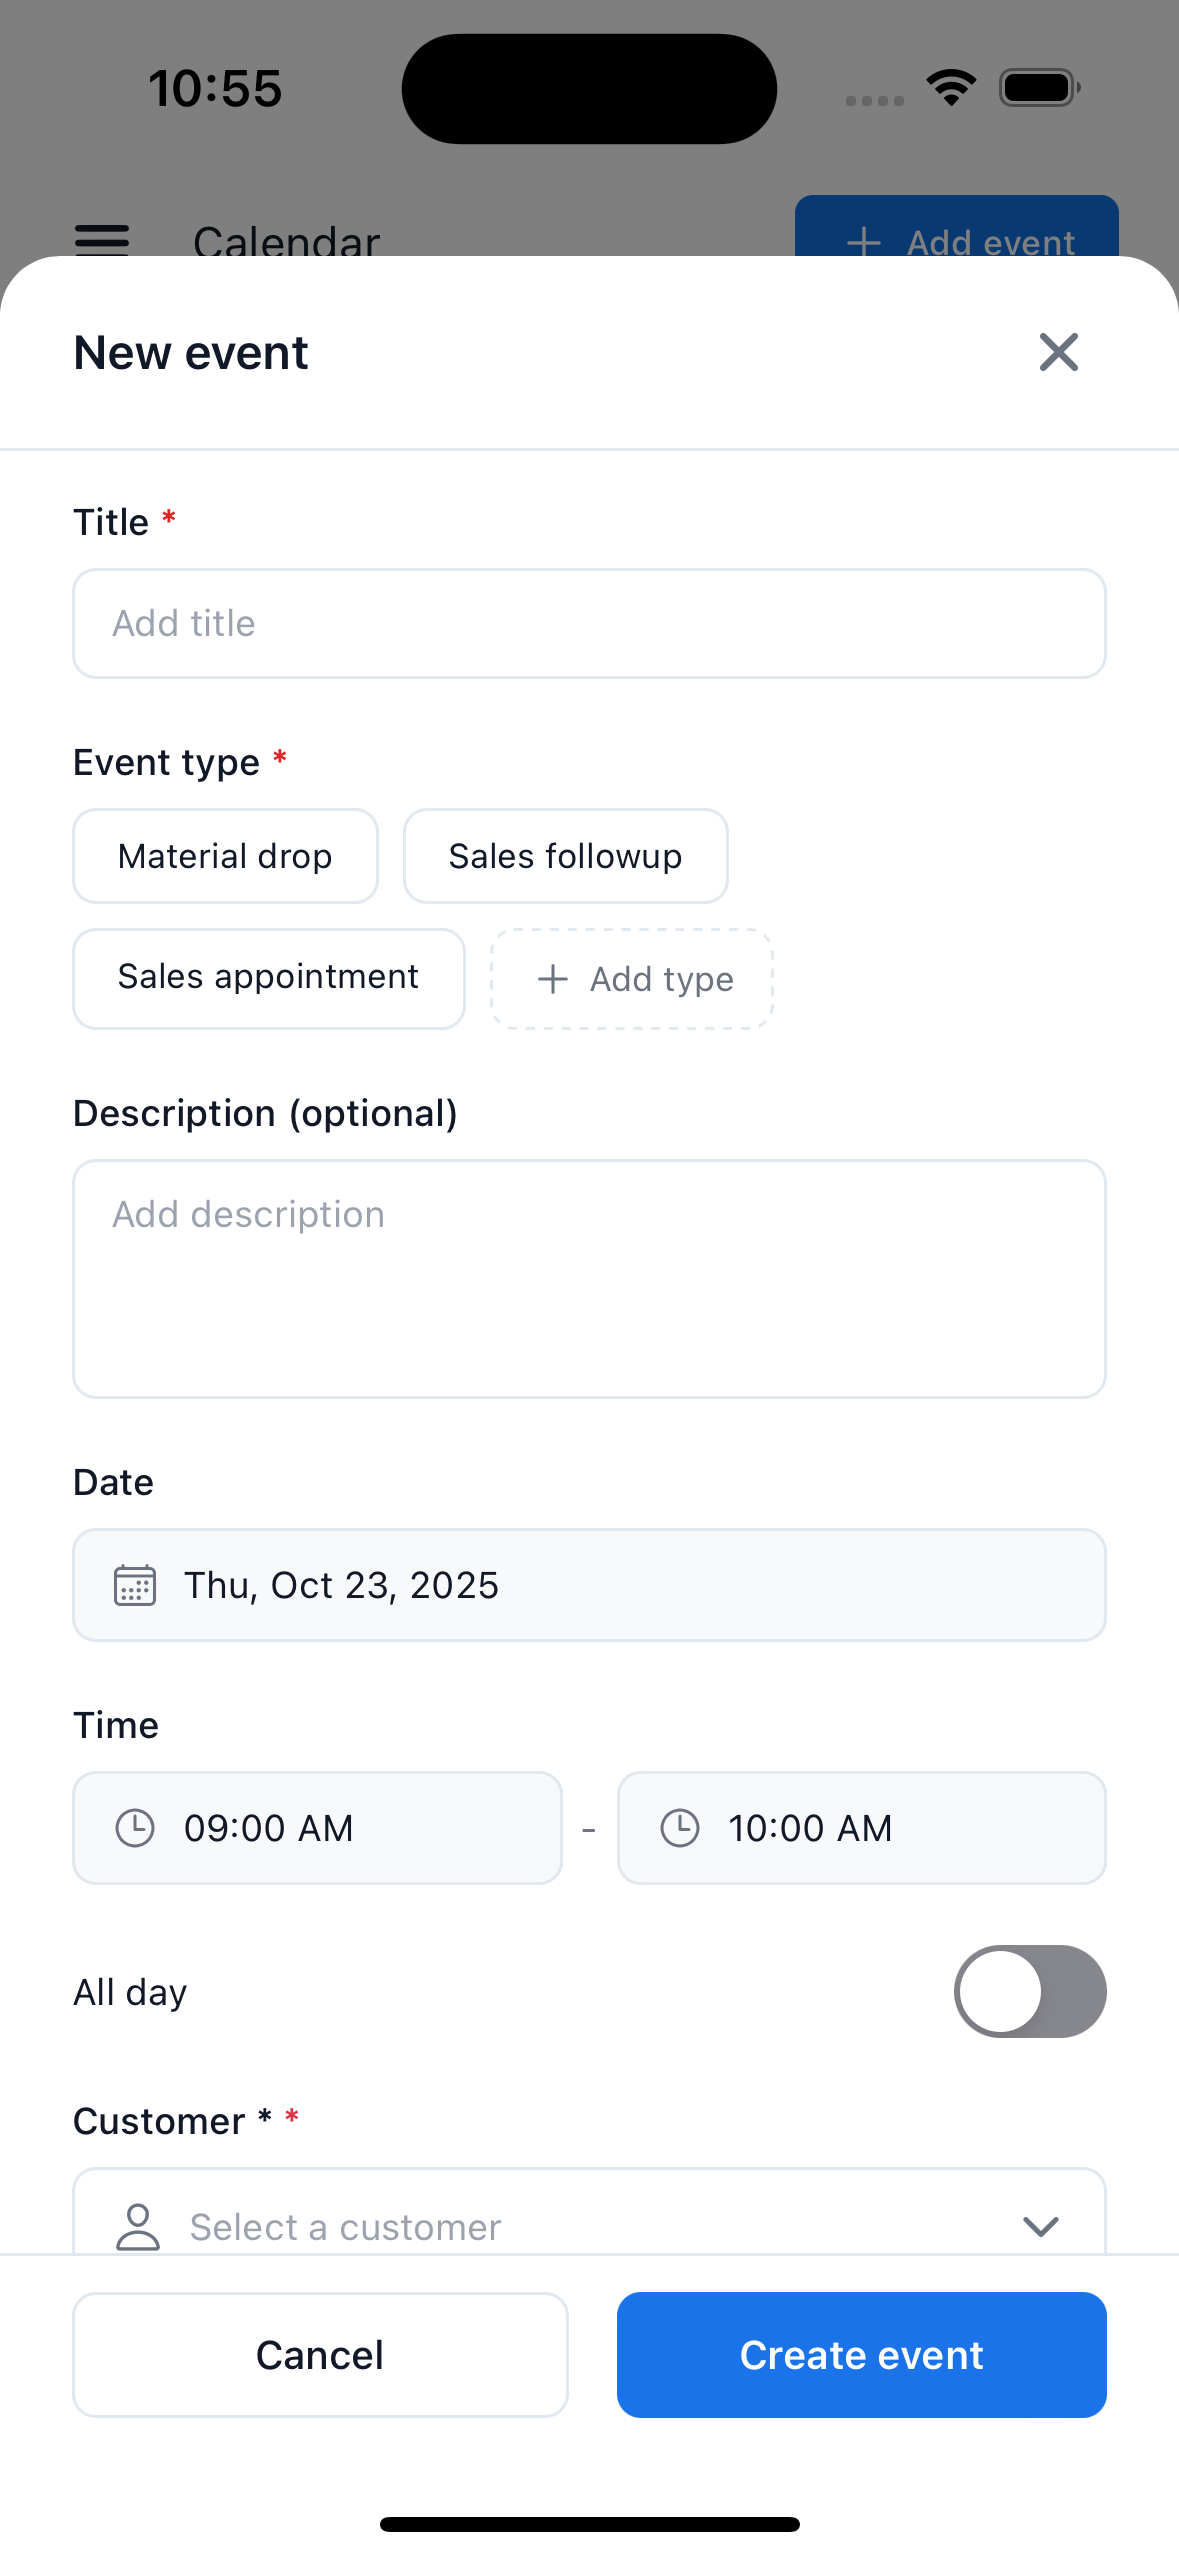 10:55
Calendar
Add event
New event
Title *
Add title
Event type *
Material drop
Sales followup
Sales appointment
Add type
Description (optional)
Add description
Date
Thu, Oct 23, 2025
Time
09:00 AM - 10:00 AM
All day
Customer * *
Select a customer
Cancel
Create event